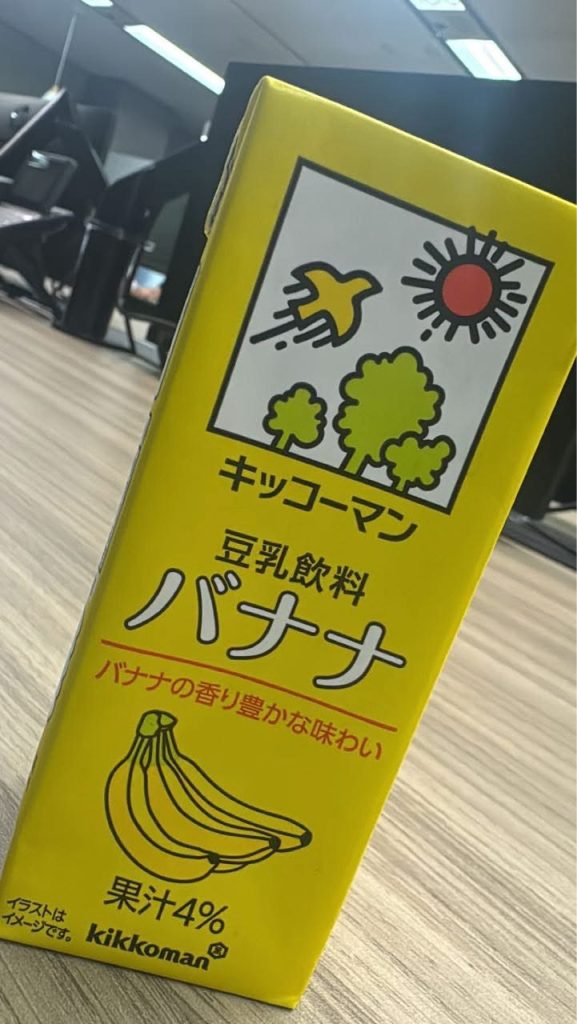 キッコーマン
豆乳飲料
バナナ
バナナの香り豊かな味わい
果汁4%
イラストは
イメージです。
kikkoman